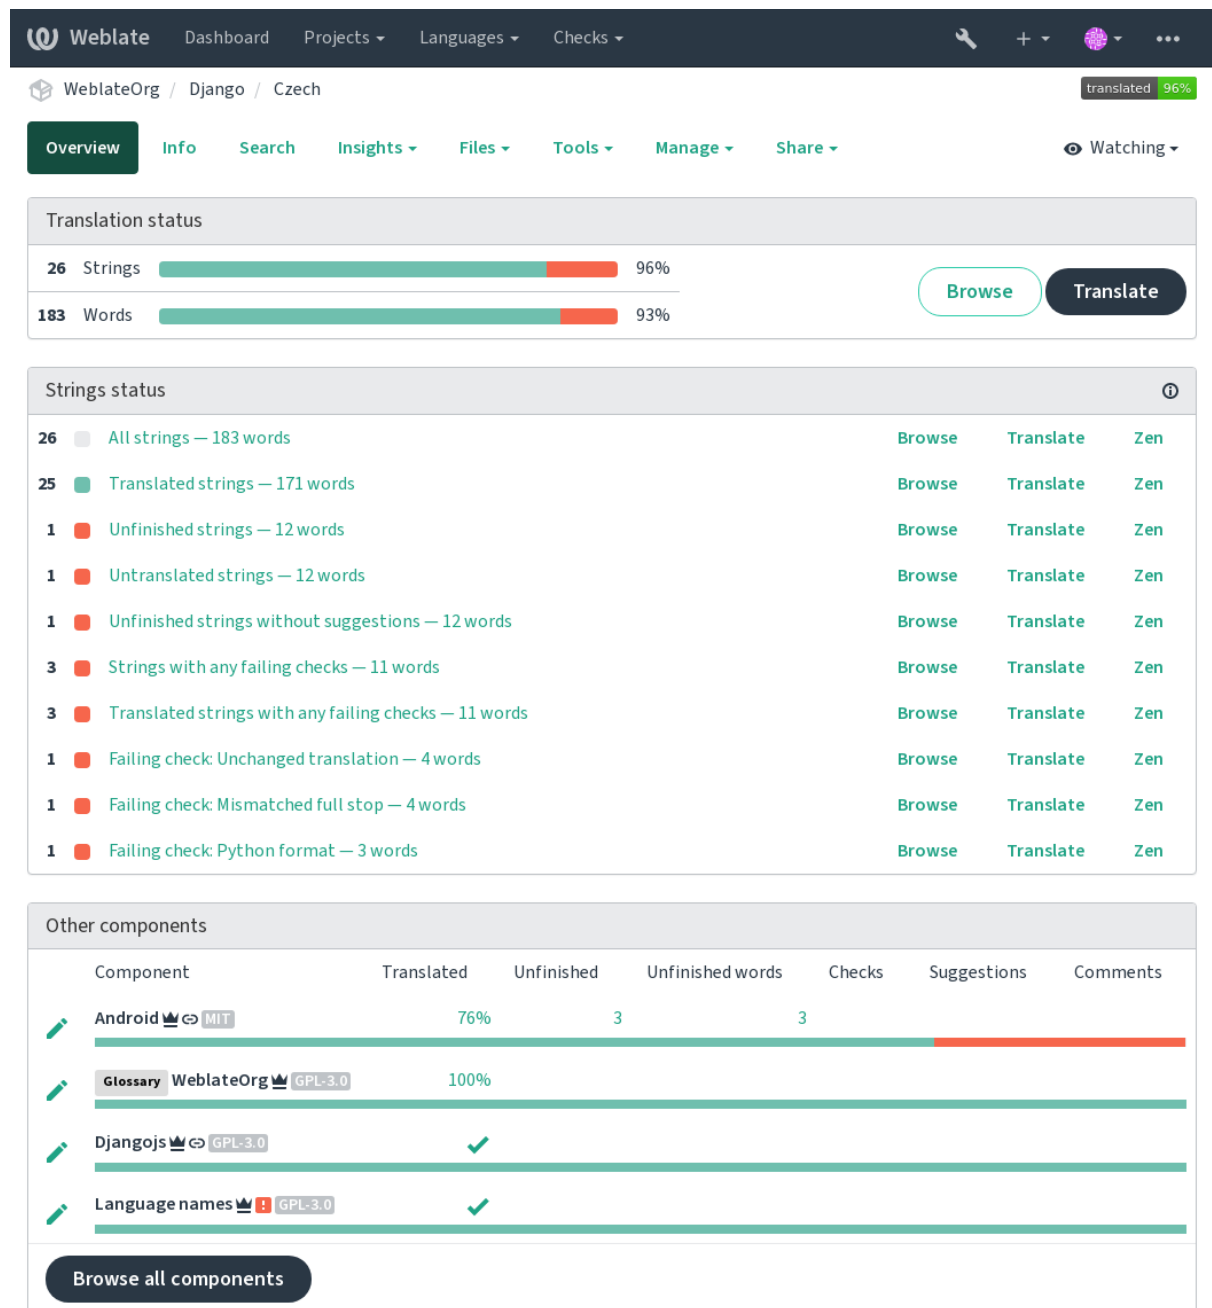 Weblate Dashboard Projects Languages Checks
WeblateOrg / Django / Czech translated 96%
Overview Info Search Insights Files Tools Manage Share Watching
Translation status
26 Strings 96%
183 Words 93%
Browse Translate
Strings status
26 All strings — 183 words Browse Translate Zen
25 Translated strings — 171 words Browse Translate Zen
1 Unfinished strings — 12 words Browse Translate Zen
1 Untranslated strings — 12 words Browse Translate Zen
1 Unfinished strings without suggestions — 12 words Browse Translate Zen
3 Strings with any failing checks — 11 words Browse Translate Zen
3 Translated strings with any failing checks — 11 words Browse Translate Zen
1 Failing check: Unchanged translation — 4 words Browse Translate Zen
1 Failing check: Mismatched full stop — 4 words Browse Translate Zen
1 Failing check: Python format — 3 words Browse Translate Zen
Other components
Component Translated Unfinished Unfinished words Checks Suggestions Comments
Android MIT 76% 3 3
Glossary WeblateOrg GPL-3.0 100%
Djangojs GPL-3.0
Language names GPL-3.0
Browse all components